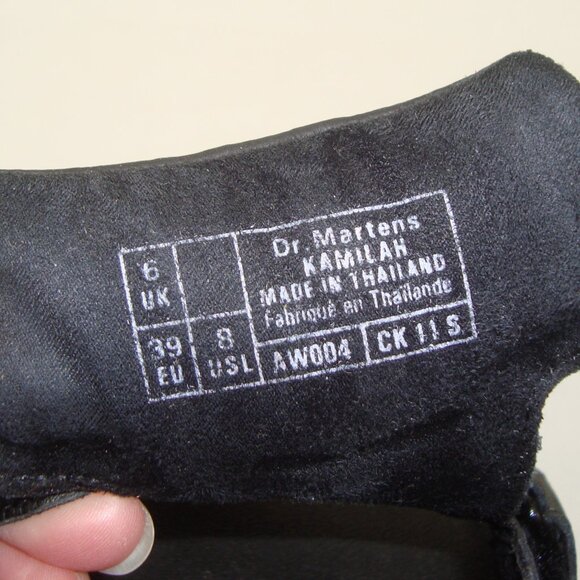 6
UK
39
EU
8
USL
Dr. Martens
KAMILAH
MADE IN THAILAND
Fabriqué en Thaïlande
AW004
CK 11 S